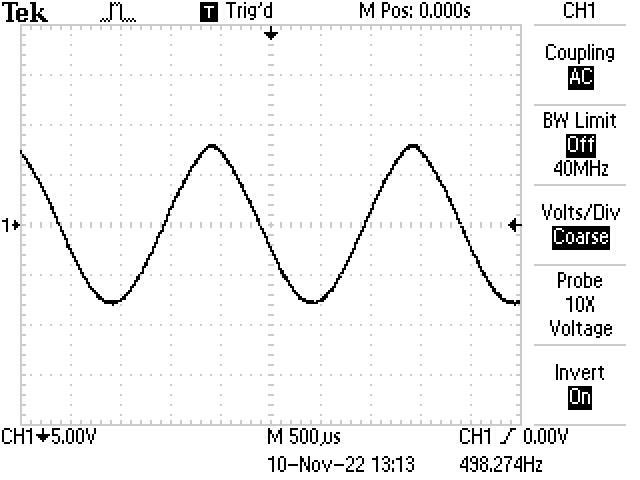 Tek T Trig'd M Pos: 0.000s CH1
Coupling
AC
BW Limit
Off
40MHz
1
Volts/Div
Coarse
Probe
10X
Voltage
Invert
On
CH1 5.00V M 500µs CH1 0.00V
10-Nov-22 13:13 498.274Hz